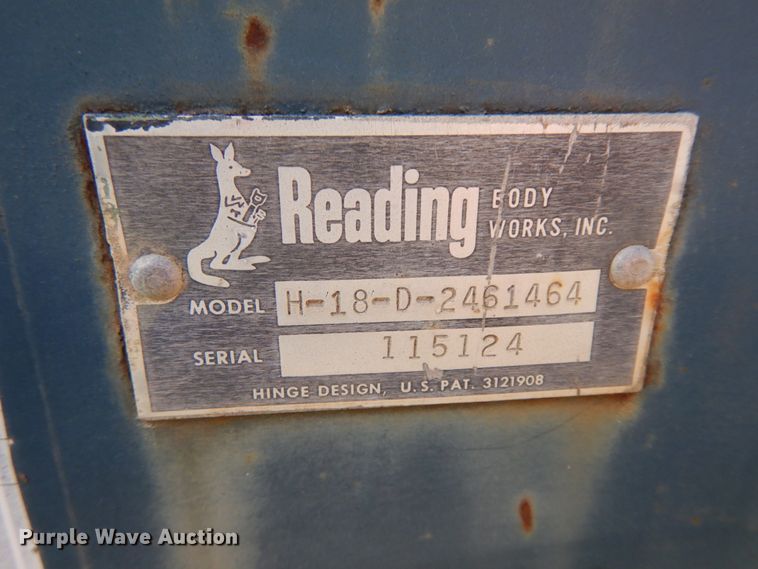 Reading BODY
WORKS, INC.
MODEL H-18-D-2461464
SERIAL 115124
HINGE DESIGN, U.S. PAT. 3121908
Purple Wave Auction